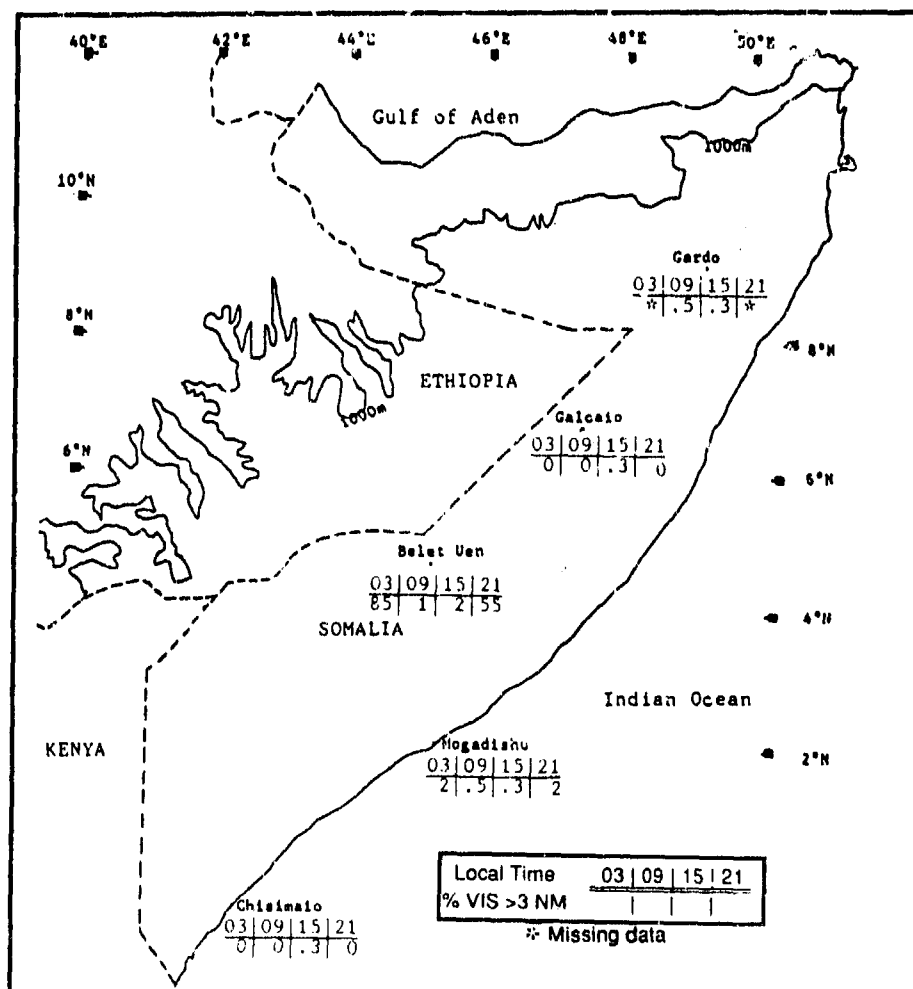 40°E 42°E 44°E 46°E 48°E 50°E
Gulf of Aden
1000m
10°N
Gardo
03|09|15|21
*|.5|.3|*
8°N
8°N
ETHIOPIA
1000m
Galcaio
03|09|15|21
0|0|.3|0
6°N
6°N
Belet Uen
03|09|15|21
85|1|2|55
4°N
SOMALIA
Indian Ocean
KENYA
Mogadishu
03|09|15|21
2|.5|.3|2
2°N
Local Time 03|09|15|21
% VIS >3 NM
* Missing data
Chisimaio
03|09|15|21
0|0|.3|0